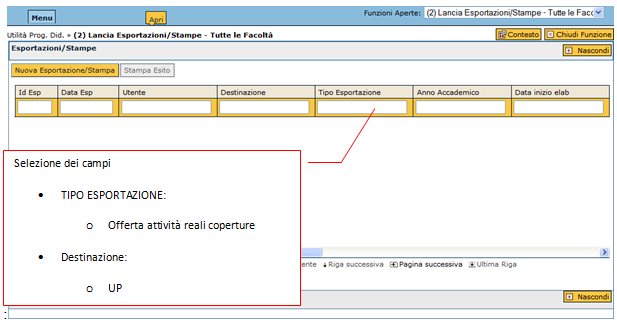 Menu
Apri
Funzioni Aperte: (2) Lancia Esportazioni/Stampe - Tutte le Faco
Utilità Prog. Did. » (2) Lancia Esportazioni/Stampe - Tutte le Facoltà
Contesto
Chiudi Funzione
Esportazioni/Stampe
Nascondi
Nuova Esportazione/Stampa
Stampa Esito
Id Esp
Data Esp
Utente
Destinazione
Tipo Esportazione
Anno Accademico
Data inizio elab
Selezione dei campi
• TIPO ESPORTAZIONE:
o Offerta attività reali coperture
• Destinazione:
o UP
ente Riga successiva Pagina successiva Ultima Riga
Nascondi
: